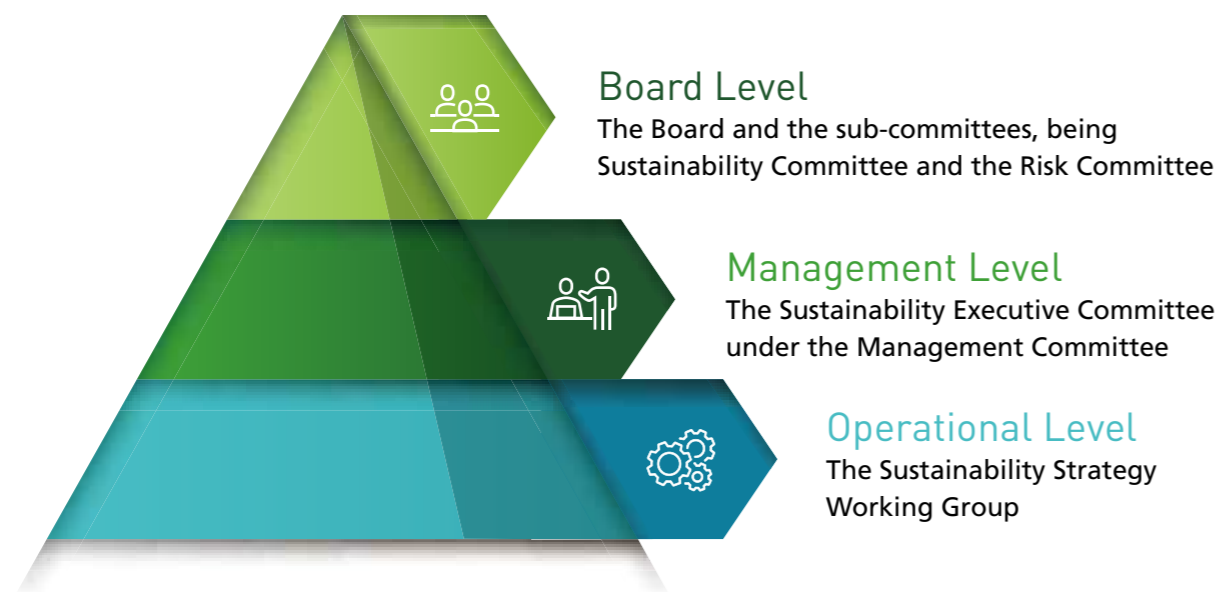 Board Level
The Board and the sub-committees, being
Sustainability Committee and the Risk Committee
Management Level
The Sustainability Executive Committee
under the Management Committee
Operational Level
The Sustainability Strategy
Working Group